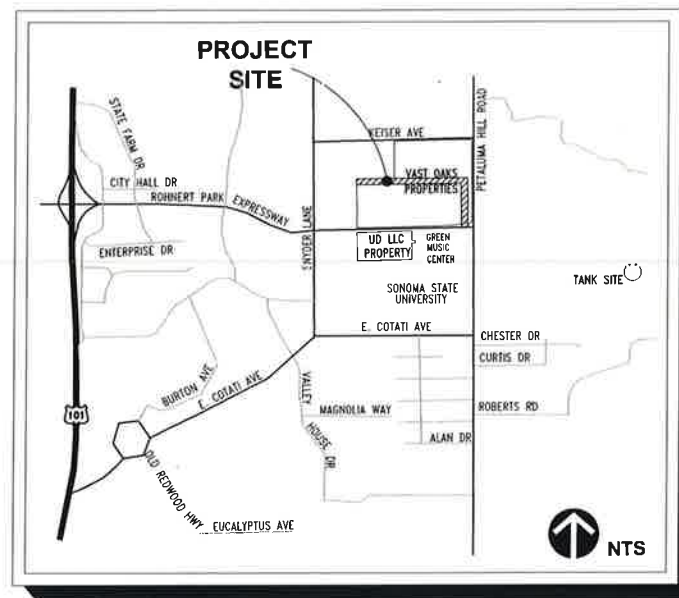 PROJECT
SITE
PETALUMA HILL ROAD
KEISER AVE
STATE FARM DR
VAST OAKS
PROPERTIES
CITY HALL DR
ROHNERT PARK EXPRESSWAY
SNYDER LANE
UD LLC
PROPERTY
GREEN
MUSIC
CENTER
ENTERPRISE DR
TANK SITE
SONOMA STATE
UNIVERSITY
E. COTATI AVE
CHESTER DR
CURTIS DR
BURTON AVE
E. COTATI AVE
VALLEY
HOUSE DR.
MAGNOLIA WAY
ROBERTS RD
101
ALAN DR
OLD REDWOOD HWY
EUCALYPTUS AVE
NTS